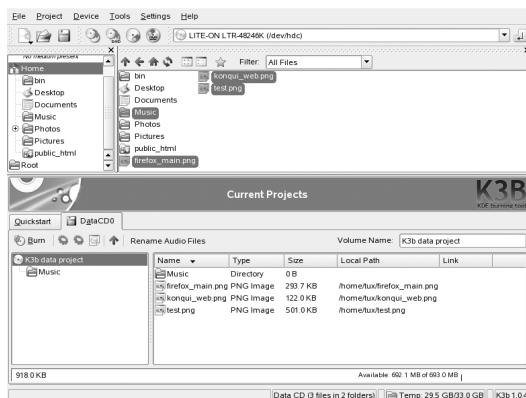 File Project Device Tools Settings Help
LITE-ON LTR-48246K (/dev/hdc)
No medium present
Home
bin
Desktop
Documents
Music
Photos
Pictures
public_html
Root
Filter: All Files
bin
Desktop
Documents
Music
Photos
Pictures
public_html
firefox_main.png
konqui_web.png
test.png
Current Projects
K3B
KDE burning tool
Quickstart DataCD0
Burn Rename Audio Files Volume Name: K3b data project
K3b data project
Music
Name Type Size Local Path Link
Music Directory 0 B
firefox_main.png PNG Image 293.7 KB /home/tux/firefox_main.png
konqui_web.png PNG Image 122.0 KB /home/tux/konqui_web.png
test.png PNG Image 501.0 KB /home/tux/test.png
918.0 KB Available: 692.1 MB of 693.0 MB
Data CD (3 files in 2 folders) Temp: 29.5 GB/33.0 GB K3b 1.0.4